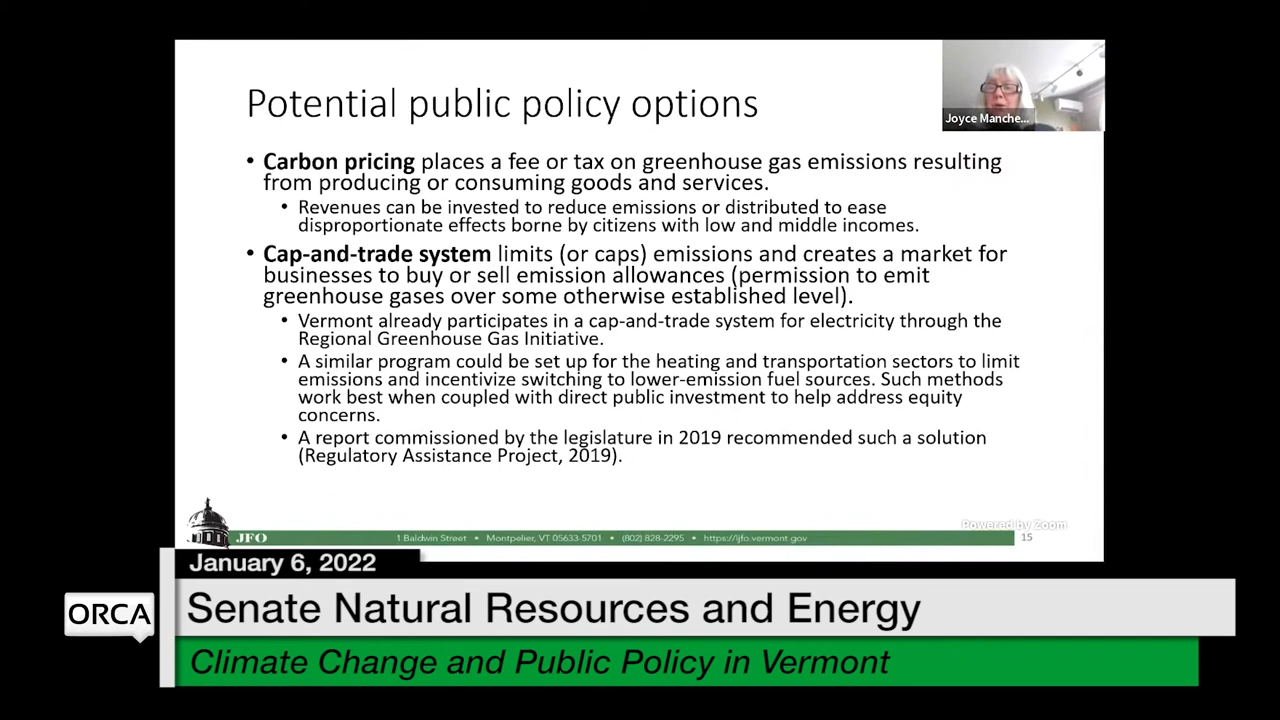 Potential public policy options
Joyce Manche...
• Carbon pricing places a fee or tax on greenhouse gas emissions resulting
from producing or consuming goods and services.
• Revenues can be invested to reduce emissions or distributed to ease
disproportionate effects borne by citizens with low and middle incomes.
• Cap-and-trade system limits (or caps) emissions and creates a market for
businesses to buy or sell emission allowances (permission to emit
greenhouse gases over some otherwise established level).
• Vermont already participates in a cap-and-trade system for electricity through the
Regional Greenhouse Gas Initiative.
• A similar program could be set up for the heating and transportation sectors to limit
emissions and incentivize switching to lower-emission fuel sources. Such methods
work best when coupled with direct public investment to help address equity
concerns.
• A report commissioned by the legislature in 2019 recommended such a solution
(Regulatory Assistance Project, 2019).
Powered by Zoom
JFO
1 Baldwin Street • Montpelier, VT 05633-5701 • (802) 828-2295 • https://ljfo.vermont.gov
15
January 6, 2022
ORCA
Senate Natural Resources and Energy
Climate Change and Public Policy in Vermont